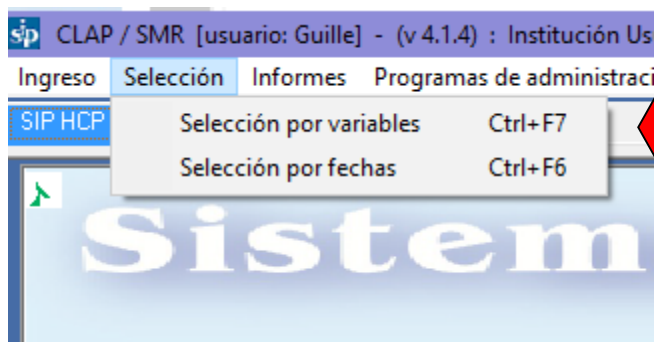 sip CLAP / SMR [usuario: Guille] - (v 4.1.4) : Institución Us
Ingreso Selección Informes Programas de administraci
SIP HCP
Selección por variables Ctrl+F7
Selección por fechas Ctrl+F6
Sistem